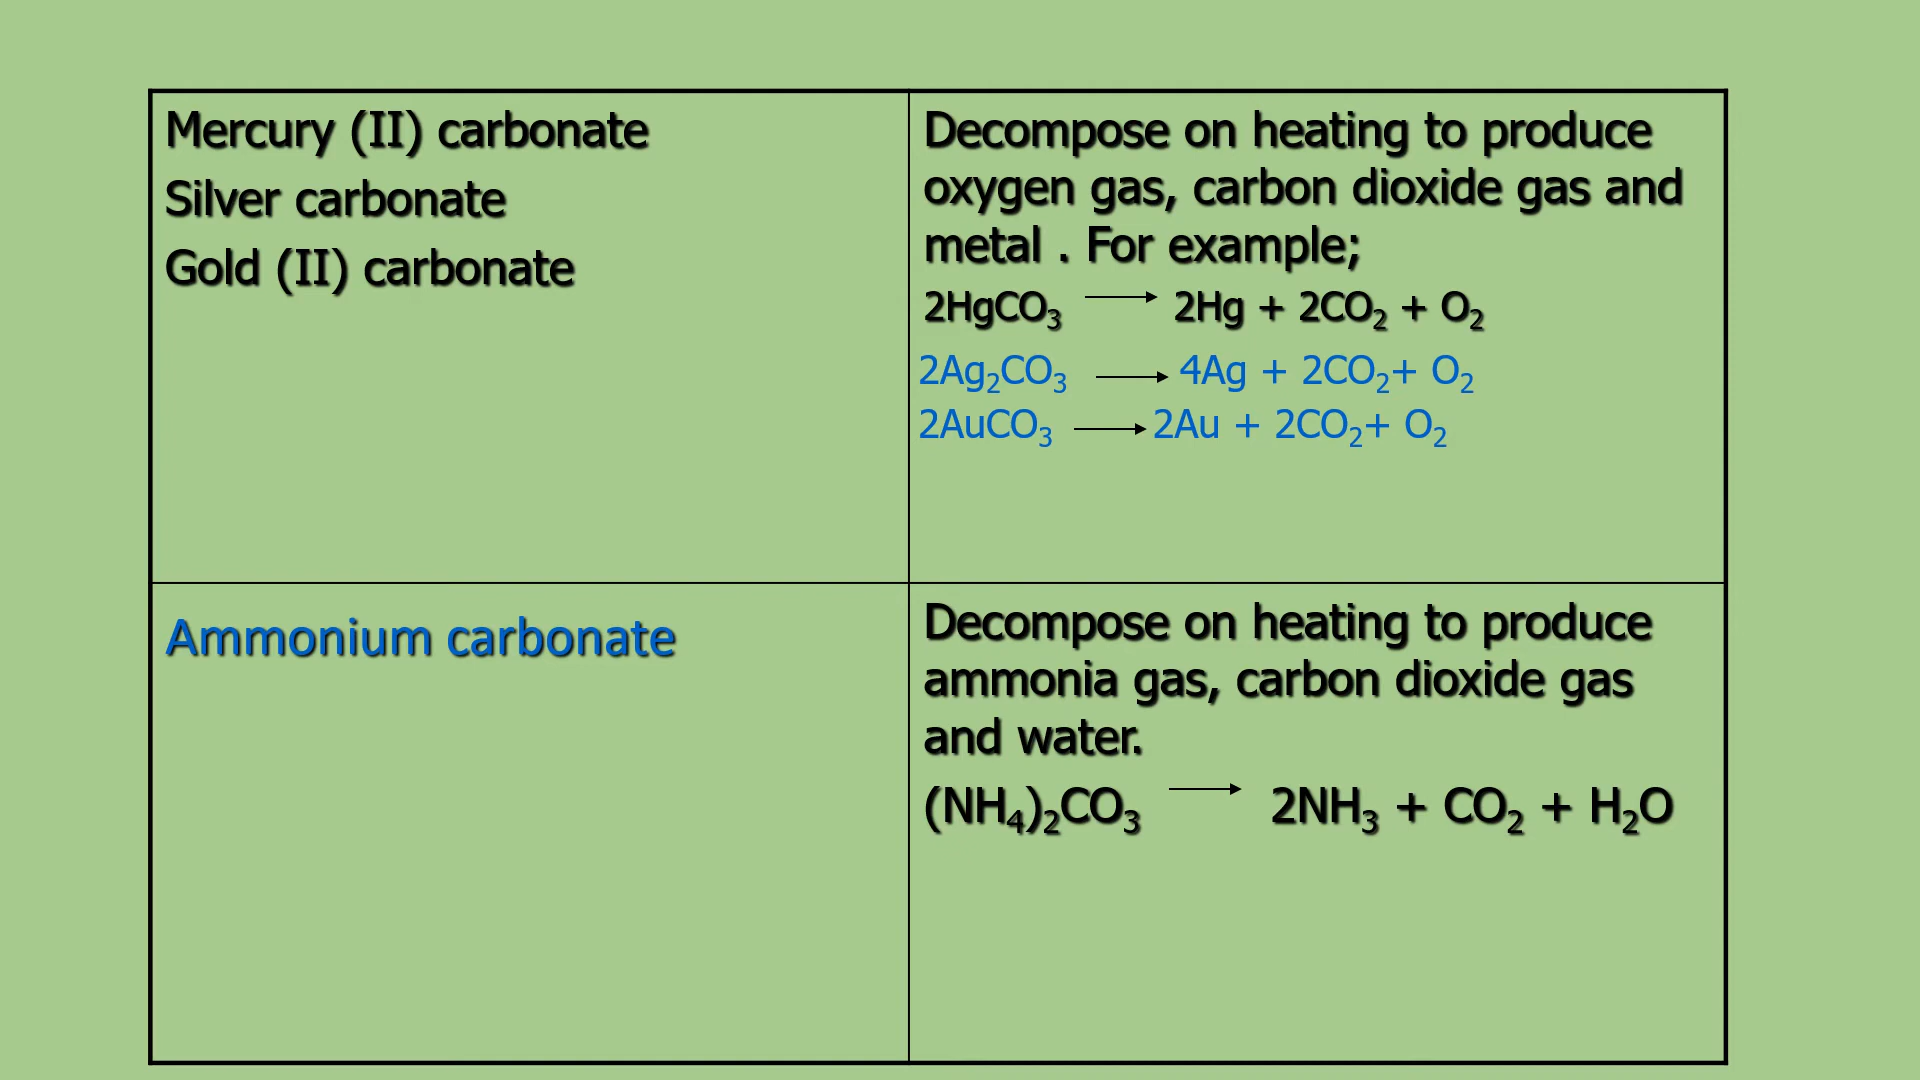 Mercury (II) carbonate
Silver carbonate
Gold (II) carbonate
Decompose on heating to produce
oxygen gas, carbon dioxide gas and
metal . For example;
2HgCO₃ → 2Hg + 2CO₂ + O₂
2Ag₂CO₃ → 4Ag + 2CO₂+ O₂
2AuCO₃ → 2Au + 2CO₂+ O₂
Ammonium carbonate
Decompose on heating to produce
ammonia gas, carbon dioxide gas
and water.
(NH₄)₂CO₃ → 2NH₃ + CO₂ + H₂O